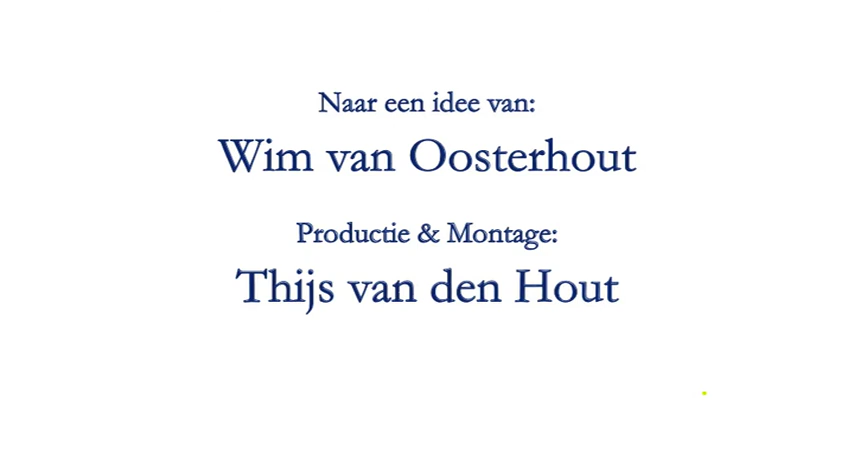 Naar een idee van:
Wim van Oosterhout
Productie & Montage:
Thijs van den Hout